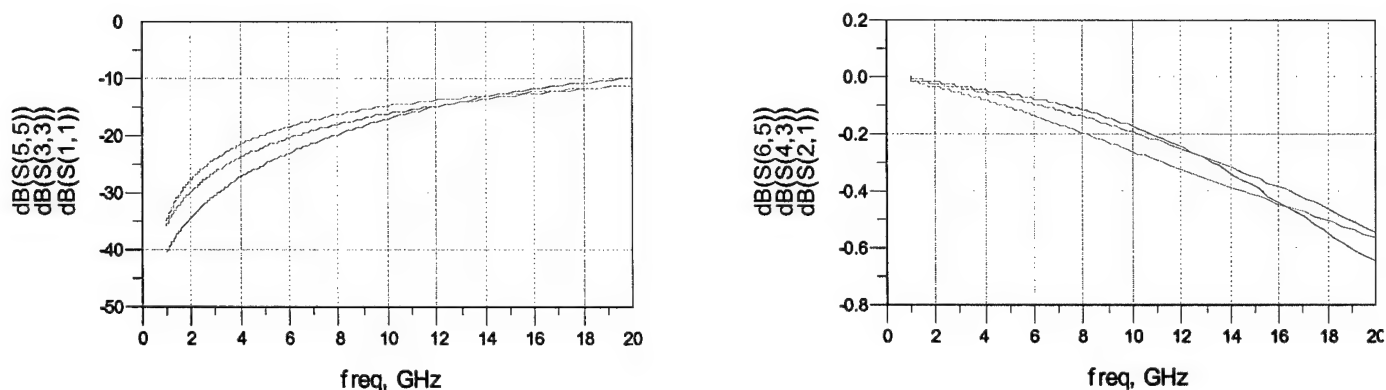 dB(S(5,5))
dB(S(3,3))
dB(S(1,1))
0
-10
-20
-30
-40
-50
0 2 4 6 8 10 12 14 16 18 20
freq, GHz
dB(S(6,5))
dB(S(4,3))
dB(S(2,1))
0.2
0.0
-0.2
-0.4
-0.6
-0.8
0 2 4 6 8 10 12 14 16 18 20
freq, GHz